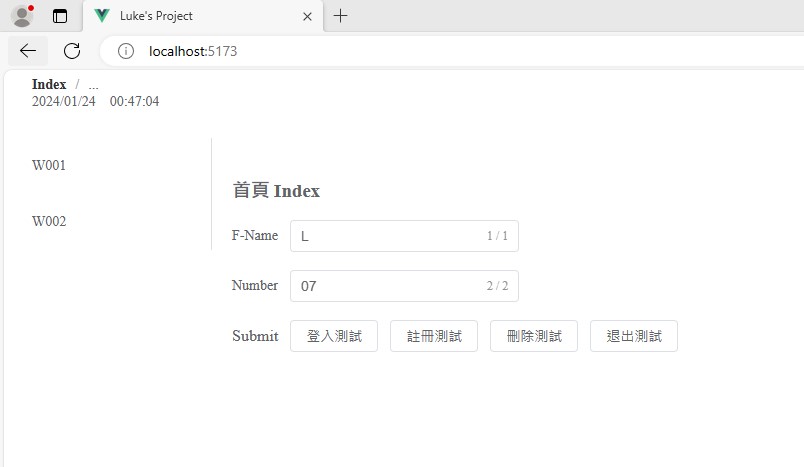 Luke's Project
localhost:5173
Index / ...
2024/01/24 00:47:04
W001
W002
首頁 Index
F-Name L 1 / 1
Number 07 2 / 2
Submit 登入測試 註冊測試 刪除測試 退出測試